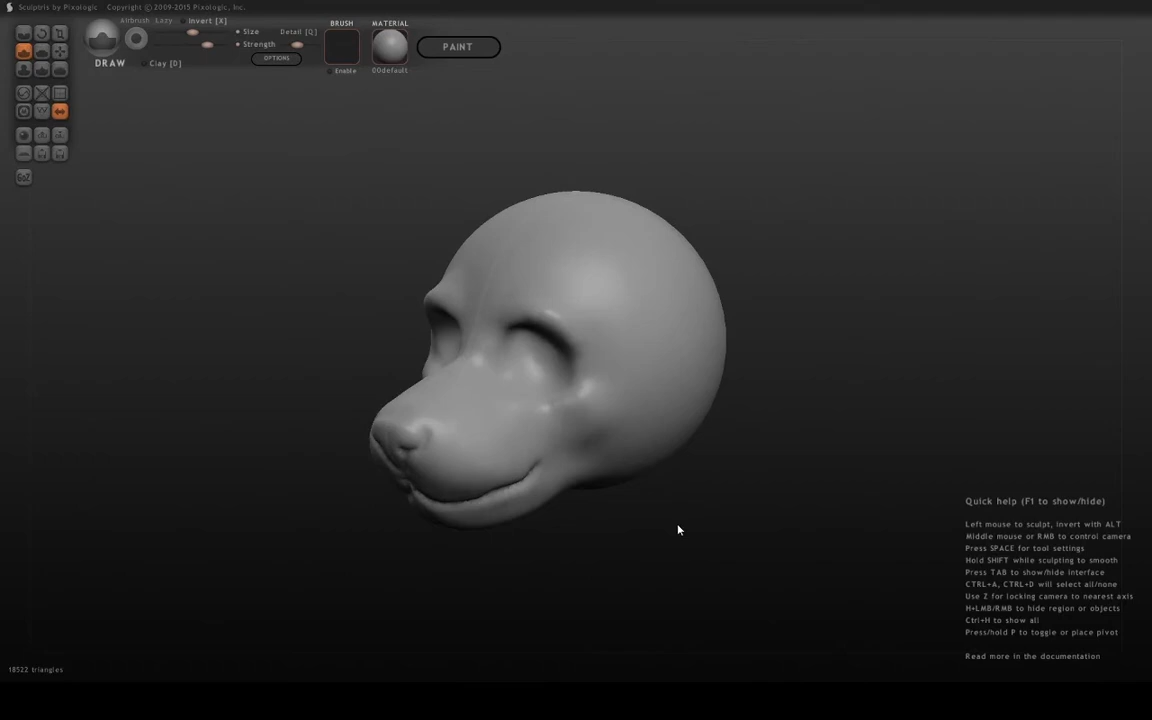 Sculptris by Pixologic Copyright © 2009-2015 Pixologic, Inc.
Airbrush Lazy Invert [X]
Size Detail [Q]
Strength
OPTIONS
DRAW Clay [D]
BRUSH
Enable
MATERIAL
00default
PAINT
GoZ
Quick help (F1 to show/hide)
Left mouse to sculpt, invert with ALT
Middle mouse or RMB to control camera
Press SPACE for tool settings
Hold SHIFT while sculpting to smooth
Press TAB to show/hide interface
CTRL+A, CTRL+D will select all/none
Use Z for locking camera to nearest axis
H+LMB/RMB to hide region or objects
Ctrl+H to show all
Press/hold P to toggle or place pivot
Read more in the documentation
18522 triangles